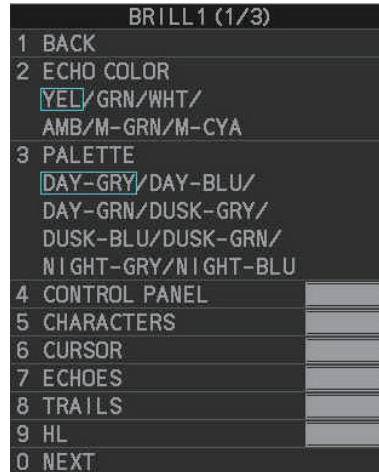 BRILL1 (1/3)
1 BACK
2 ECHO COLOR
YEL/GRN/WHT/
AMB/M-GRN/M-CYA
3 PALETTE
DAY-GRY/DAY-BLU/
DAY-GRN/DUSK-GRY/
DUSK-BLU/DUSK-GRN/
NIGHT-GRY/NIGHT-BLU
4 CONTROL PANEL
5 CHARACTERS
6 CURSOR
7 ECHOES
8 TRAILS
9 HL
0 NEXT